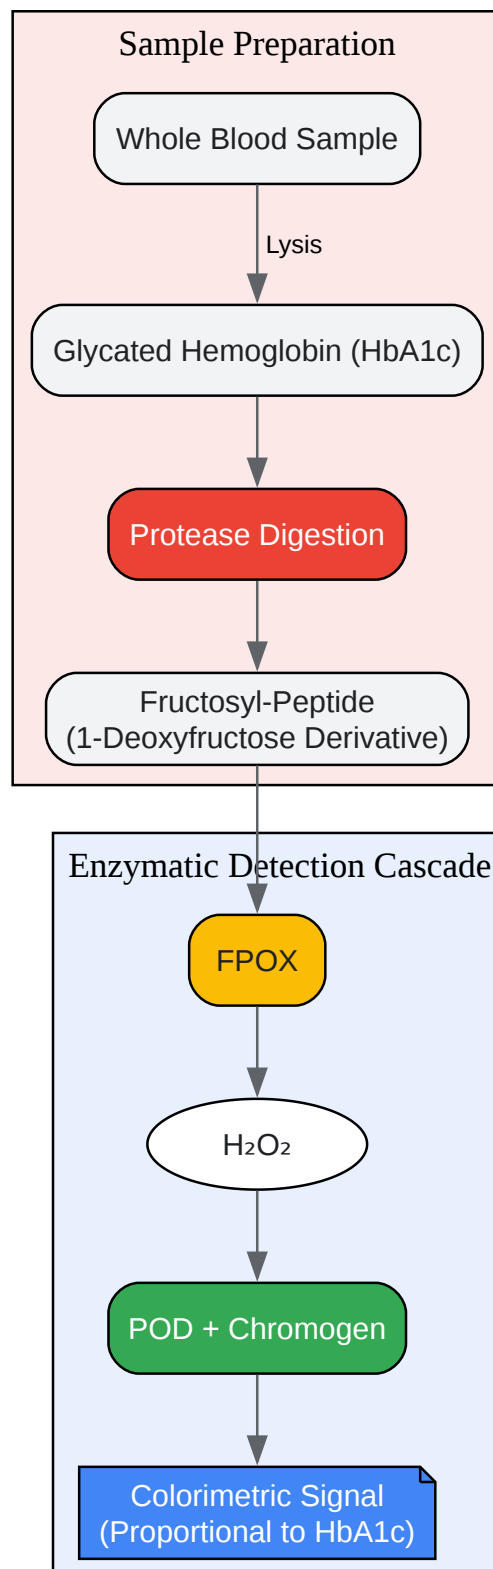 Sample Preparation
Whole Blood Sample
Lysis
Glycated Hemoglobin (HbA1c)
Protease Digestion
Fructosyl-Peptide
(1-Deoxyfructose Derivative)
Enzymatic Detection Cascade
FPOX
H₂O₂
POD + Chromogen
Colorimetric Signal
(Proportional to HbA1c)